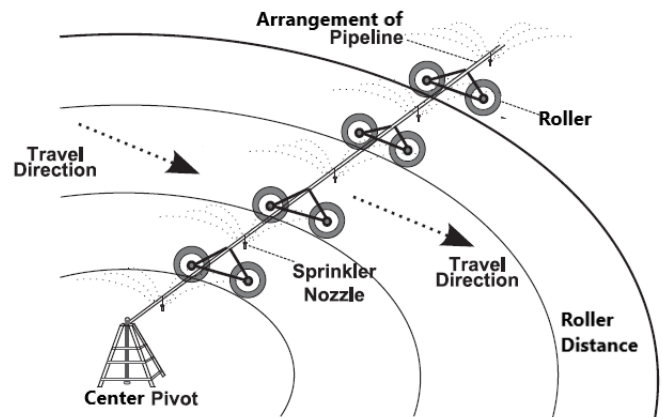 Arrangement of
Pipeline
Roller
Travel
Direction
Sprinkler
Nozzle
Travel
Direction
Roller
Distance
Center Pivot